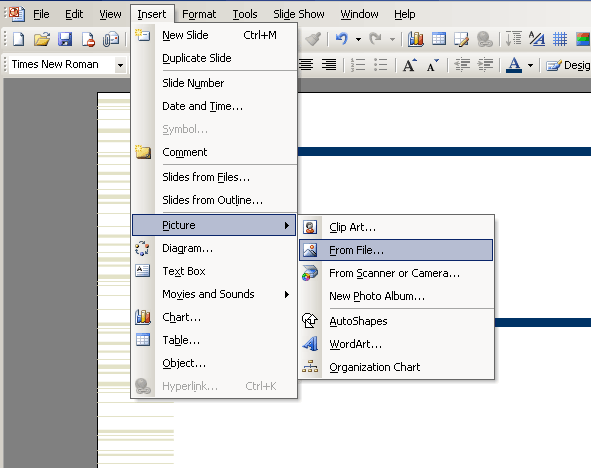 File Edit View Insert Format Tools Slide Show Window Help
New Slide Ctrl+M
Times New Roman
Duplicate Slide
Slide Number
Date and Time...
Symbol...
Comment
Slides from Files...
Slides from Outline...
Picture
Diagram...
Text Box
Movies and Sounds
Chart...
Table...
Object...
Hyperlink... Ctrl+K
Clip Art...
From File...
From Scanner or Camera...
New Photo Album...
AutoShapes
WordArt...
Organization Chart
A A A Desig